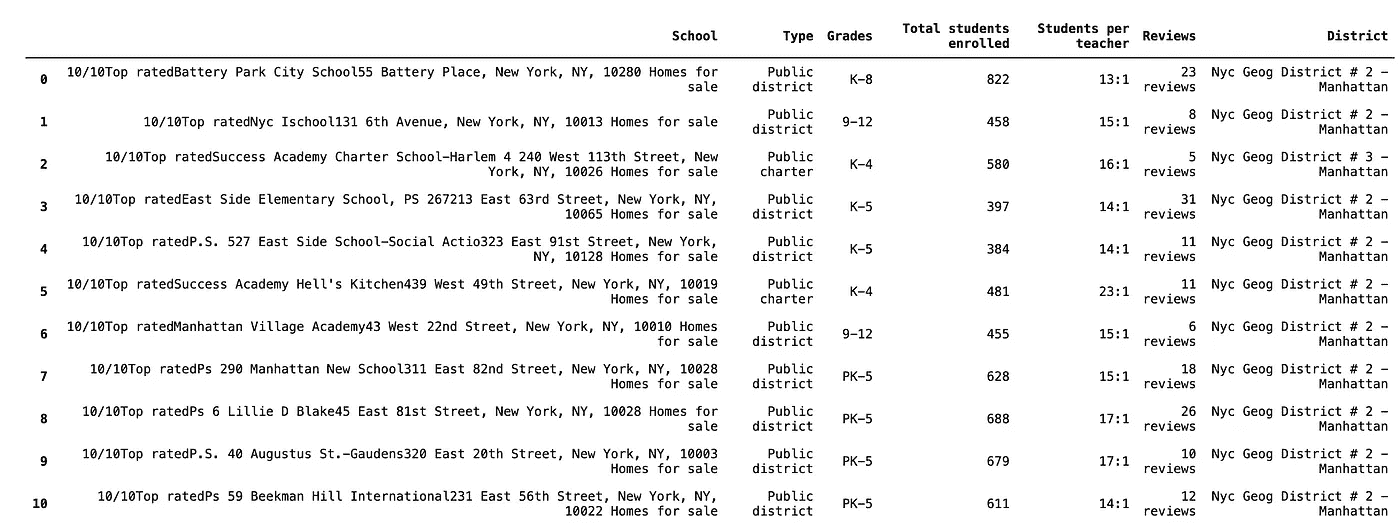 School Type Grades Total students enrolled Students per teacher Reviews District
0 10/10Top ratedBattery Park City School55 Battery Place, New York, NY, 10280 Homes for sale Public district K-8 822 13:1 23 reviews Nyc Geog District # 2 - Manhattan
1 10/10Top ratedNyc Ischool131 6th Avenue, New York, NY, 10013 Homes for sale Public district 9-12 458 15:1 8 reviews Nyc Geog District # 2 - Manhattan
2 10/10Top ratedSuccess Academy Charter School-Harlem 4 240 West 113th Street, New York, NY, 10026 Homes for sale Public charter K-4 580 16:1 5 reviews Nyc Geog District # 3 - Manhattan
3 10/10Top ratedEast Side Elementary School, PS 267213 East 63rd Street, New York, NY, 10065 Homes for sale Public district K-5 397 14:1 31 reviews Nyc Geog District # 2 - Manhattan
4 10/10Top ratedP.S. 527 East Side School-Social Actio323 East 91st Street, New York, NY, 10128 Homes for sale Public district K-5 384 14:1 11 reviews Nyc Geog District # 2 - Manhattan
5 10/10Top ratedSuccess Academy Hell's Kitchen439 West 49th Street, New York, NY, 10019 Homes for sale Public charter K-4 481 23:1 11 reviews Nyc Geog District # 2 - Manhattan
6 10/10Top ratedManhattan Village Academy43 West 22nd Street, New York, NY, 10010 Homes for sale Public district 9-12 455 15:1 6 reviews Nyc Geog District # 2 - Manhattan
7 10/10Top ratedPs 290 Manhattan New School311 East 82nd Street, New York, NY, 10028 Homes for sale Public district PK-5 628 15:1 18 reviews Nyc Geog District # 2 - Manhattan
8 10/10Top ratedPs 6 Lillie D Blake45 East 81st Street, New York, NY, 10028 Homes for sale Public district PK-5 688 17:1 26 reviews Nyc Geog District # 2 - Manhattan
9 10/10Top ratedP.S. 40 Augustus St.-Gaudens320 East 20th Street, New York, NY, 10003 Homes for sale Public district PK-5 679 17:1 10 reviews Nyc Geog District # 2 - Manhattan
10 10/10Top ratedPs 59 Beekman Hill International231 East 56th Street, New York, NY, 10022 Homes for sale Public district PK-5 611 14:1 12 reviews Nyc Geog District # 2 - Manhattan